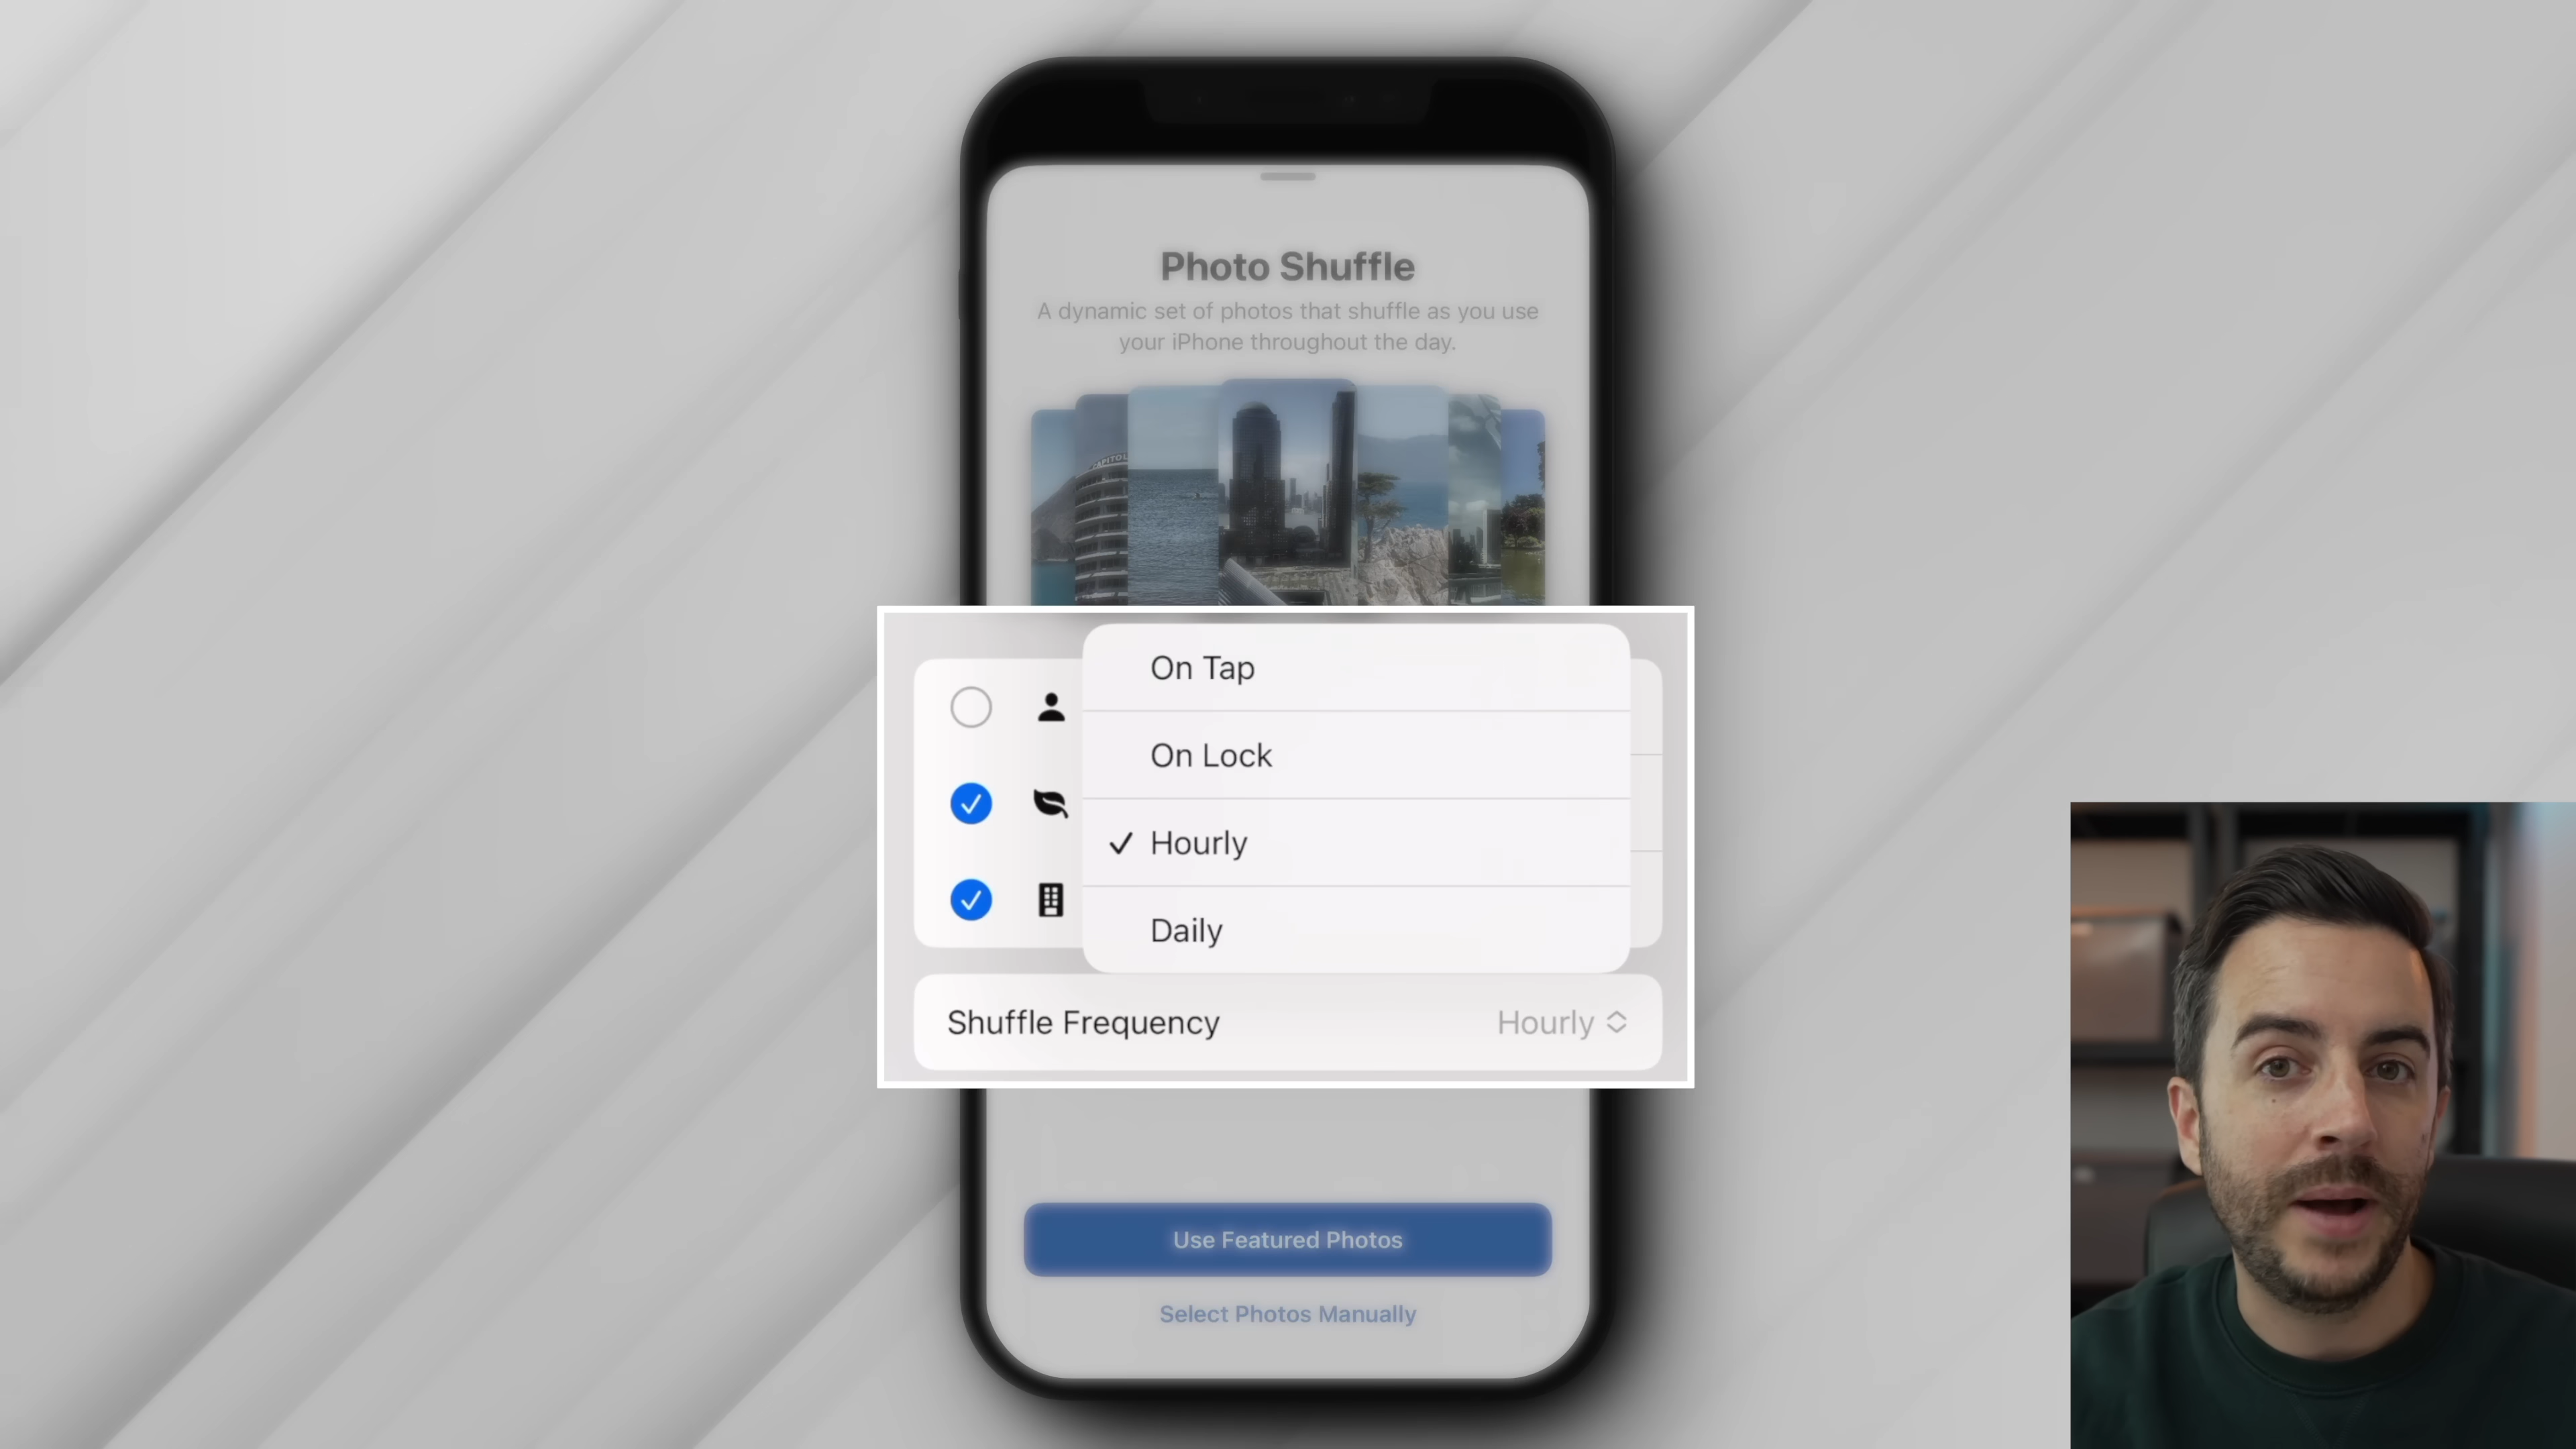 Photo Shuffle
A dynamic set of photos that shuffle as you use
your iPhone throughout the day.
CAPITOL
On Tap
On Lock
Hourly
Daily
Shuffle Frequency Hourly
Use Featured Photos
Select Photos Manually